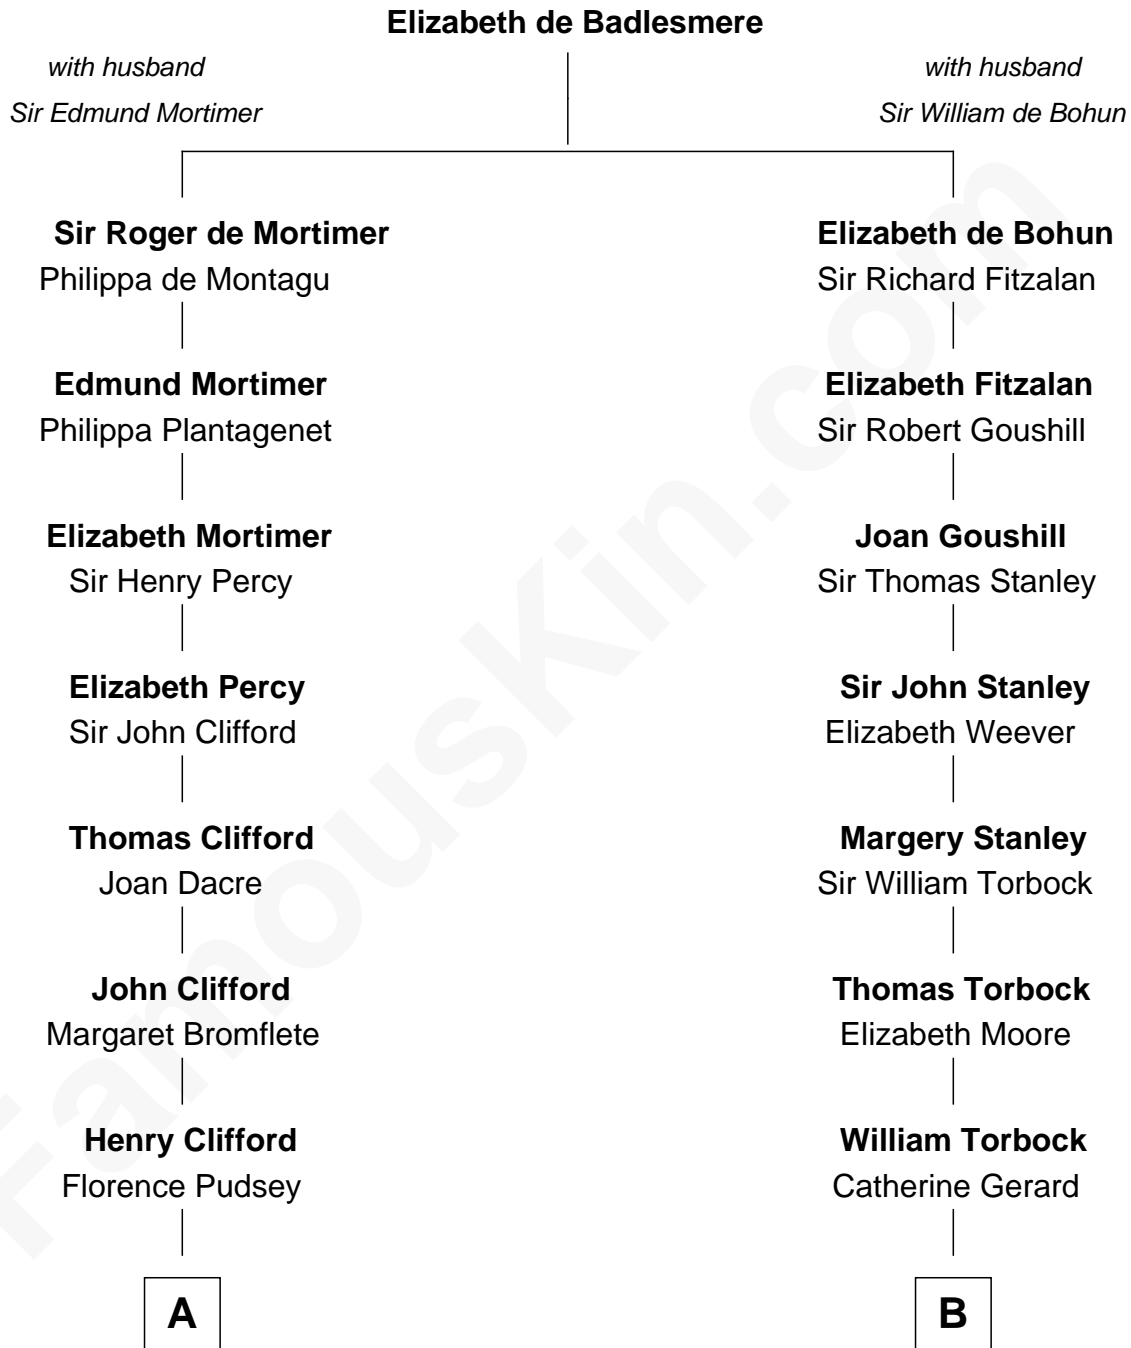 Elizabeth de Badlesmere
with husband
Sir Edmund Mortimer
with husband
Sir William de Bohun
Sir Roger de Mortimer
Philippa de Montagu
Elizabeth de Bohun
Sir Richard Fitzalan
Edmund Mortimer
Philippa Plantagenet
Elizabeth Fitzalan
Sir Robert Goushill
Elizabeth Mortimer
Sir Henry Percy
Joan Goushill
Sir Thomas Stanley
Elizabeth Percy
Sir John Clifford
Sir John Stanley
Elizabeth Weever
Thomas Clifford
Joan Dacre
Margery Stanley
Sir William Torbock
John Clifford
Margaret Bromflete
Thomas Torbock
Elizabeth Moore
Henry Clifford
Florence Pudsey
William Torbock
Catherine Gerard
A
B
FamousKin.com